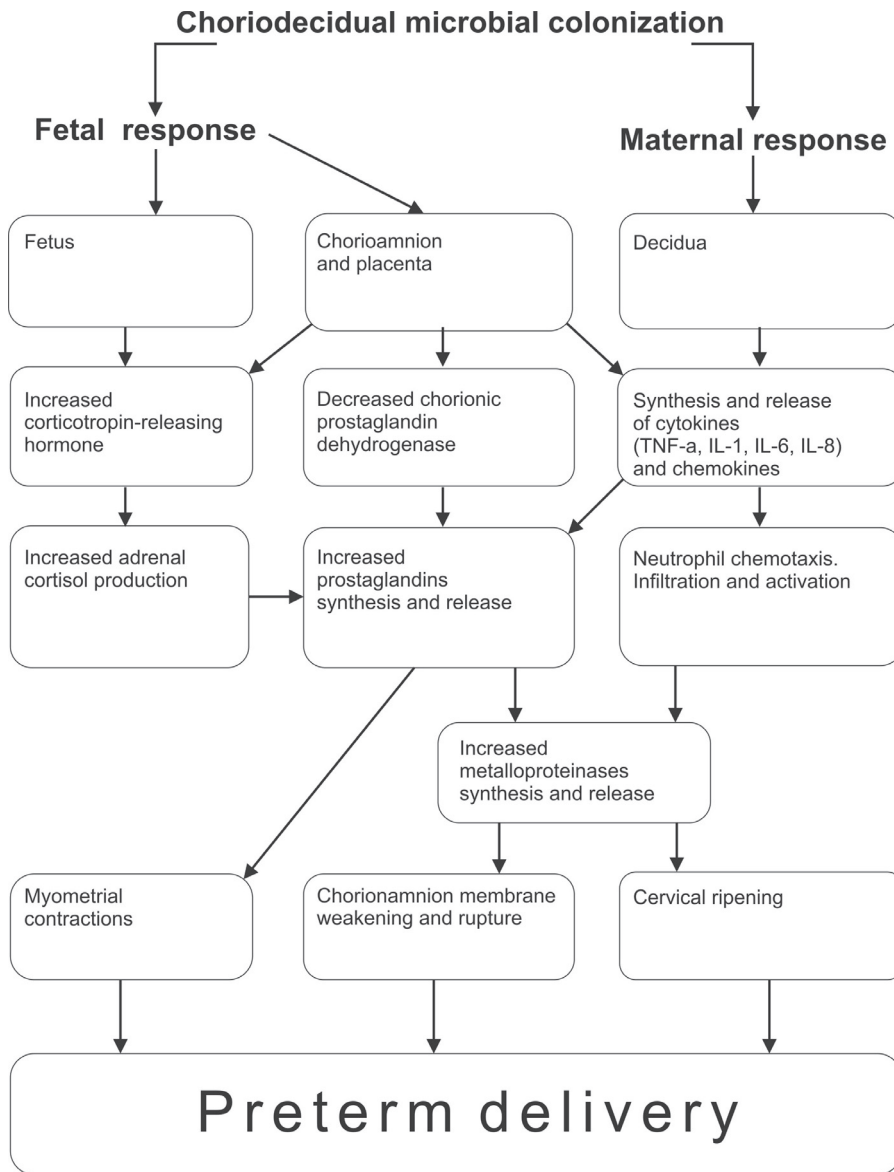 Choriodecidual microbial colonization
Fetal response
Maternal response
Fetus
Chorioamnion
and placenta
Decidua
Increased
corticotropin-releasing
hormone
Decreased chorionic
prostaglandin
dehydrogenase
Synthesis and release
of cytokines
(TNF-a, IL-1, IL-6, IL-8)
and chemokines
Increased adrenal
cortisol production
Increased
prostaglandins
synthesis and release
Neutrophil chemotaxis.
Infiltration and activation
Increased
metalloproteinases
synthesis and release
Myometrial
contractions
Chorionamnion membrane
weakening and rupture
Cervical ripening
Preterm delivery